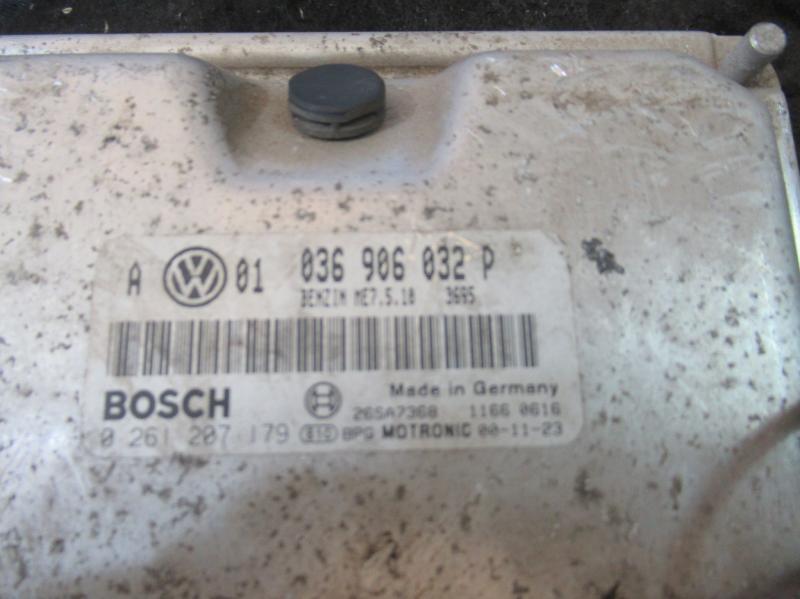 A VW 01 036 906 032 P
BENZIN ME7.5.10 3695
BOSCH Made in Germany
26SA7368 1166 0616
0 261 207 179 BPG MOTRONIC 00-11-23